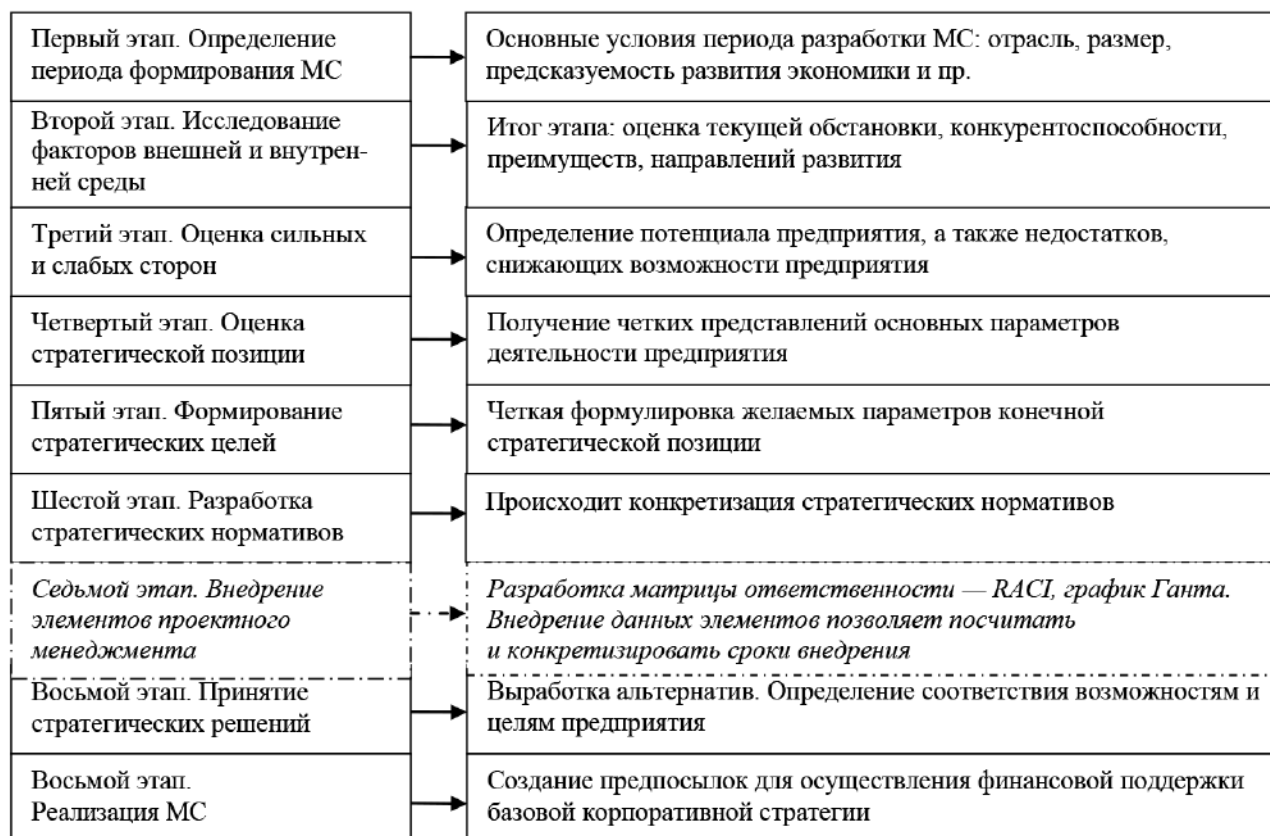 Первый этап. Определение
периода формирования МС
Основные условия периода разработки МС: отрасль, размер,
предсказуемость развития экономики и пр.
Второй этап. Исследование
факторов внешней и внутрен-
ней среды
Итог этапа: оценка текущей обстановки, конкурентоспособности,
преимуществ, направлений развития
Третий этап. Оценка сильных
и слабых сторон
Определение потенциала предприятия, а также недостатков,
снижающих возможности предприятия
Четвертый этап. Оценка
стратегической позиции
Получение четких представлений основных параметров
деятельности предприятия
Пятый этап. Формирование
стратегических целей
Четкая формулировка желаемых параметров конечной
стратегической позиции
Шестой этап. Разработка
стратегических нормативов
Происходит конкретизация стратегических нормативов
Седьмой этап. Внедрение
элементов проектного
менеджмента
Разработка матрицы ответственности — RACI, график Ганта.
Внедрение данных элементов позволяет посчитать
и конкретизировать сроки внедрения
Восьмой этап. Принятие
стратегических решений
Выработка альтернатив. Определение соответствия возможностям и
целям предприятия
Восьмой этап.
Реализация МС
Создание предпосылок для осуществления финансовой поддержки
базовой корпоративной стратегии